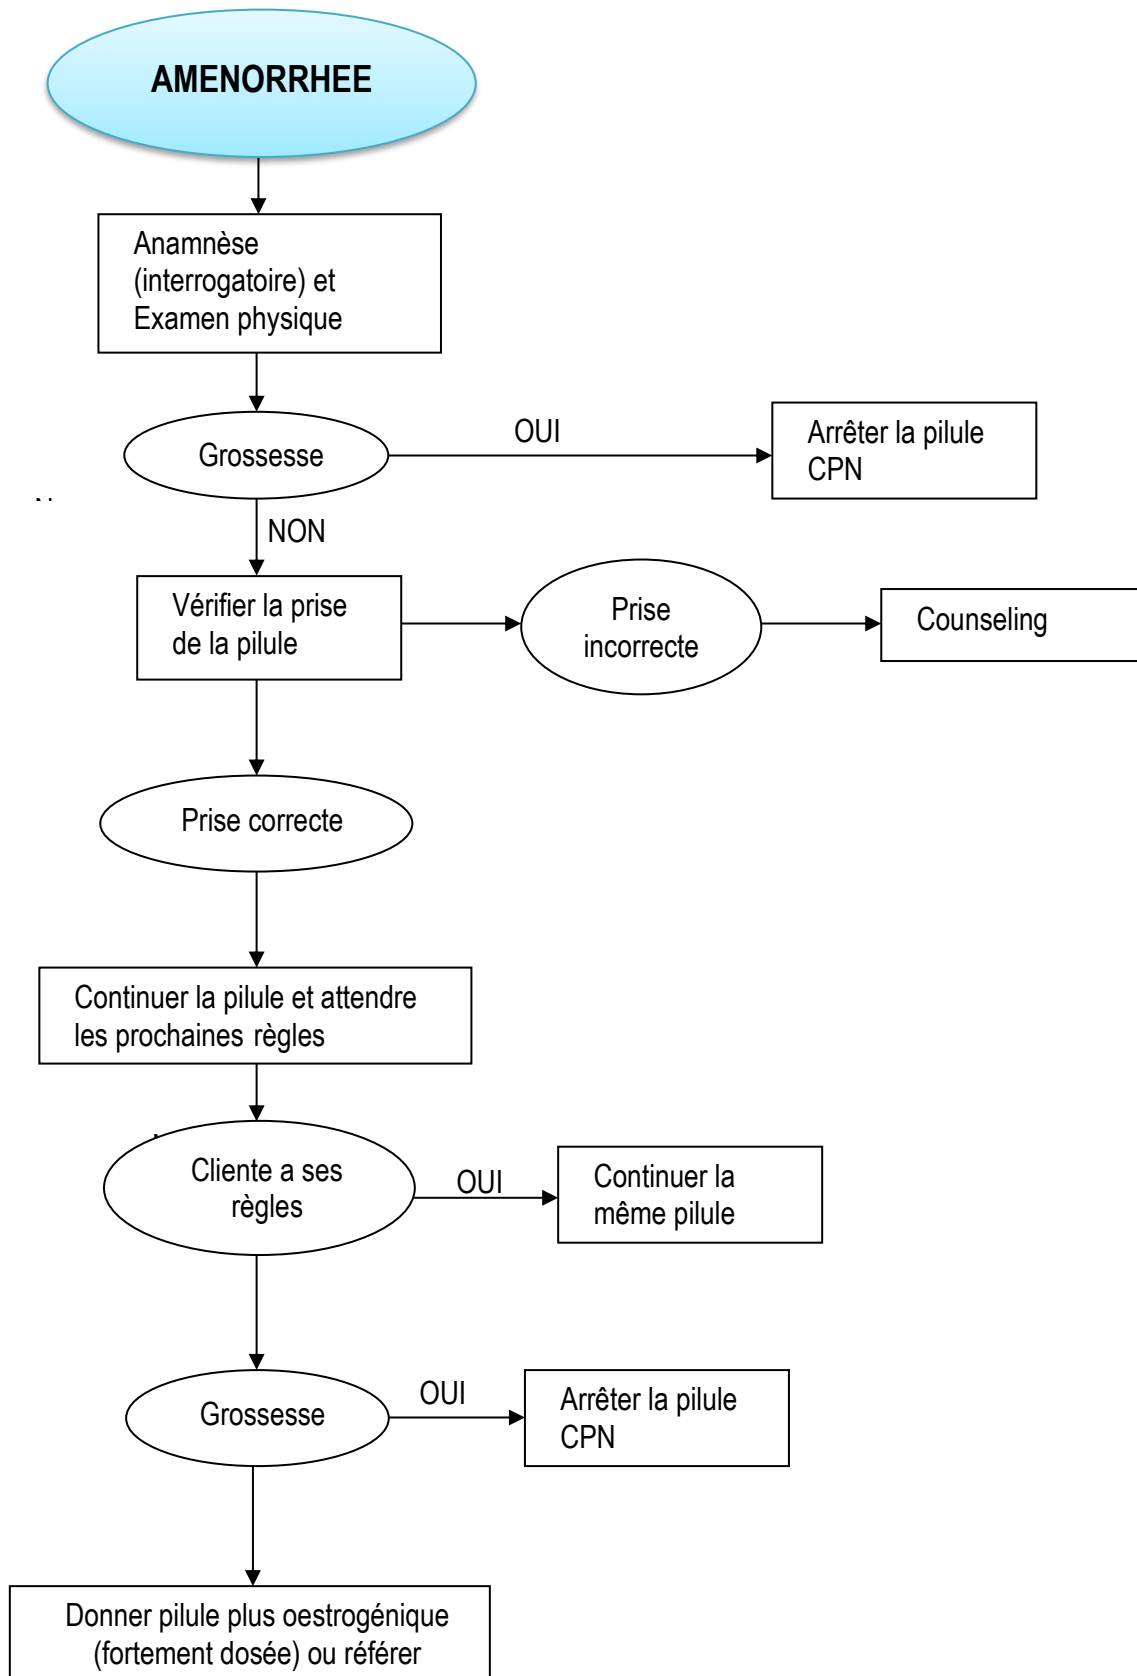 AMENORRHEE
Anamnèse
(interrogatoire) et
Examen physique
Grossesse
OUI
Arrêter la pilule
CPN
NON
Vérifier la prise
de la pilule
Prise
incorrecte
Counseling
Prise correcte
Continuer la pilule et attendre
les prochaines règles
Cliente a ses
règles
OUI
Continuer la
même pilule
Grossesse
OUI
Arrêter la pilule
CPN
Donner pilule plus oestrogénique
(fortement dosée) ou référer